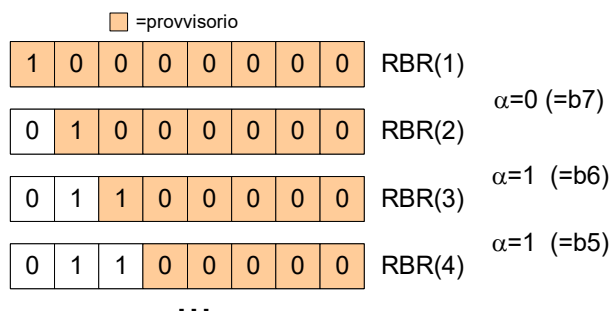 =provvisorio
1 0 0 0 0 0 0 0 RBR(1)
α=0 (=b7)
0 1 0 0 0 0 0 0 RBR(2)
α=1 (=b6)
0 1 1 0 0 0 0 0 RBR(3)
α=1 (=b5)
0 1 1 0 0 0 0 0 RBR(4)
...